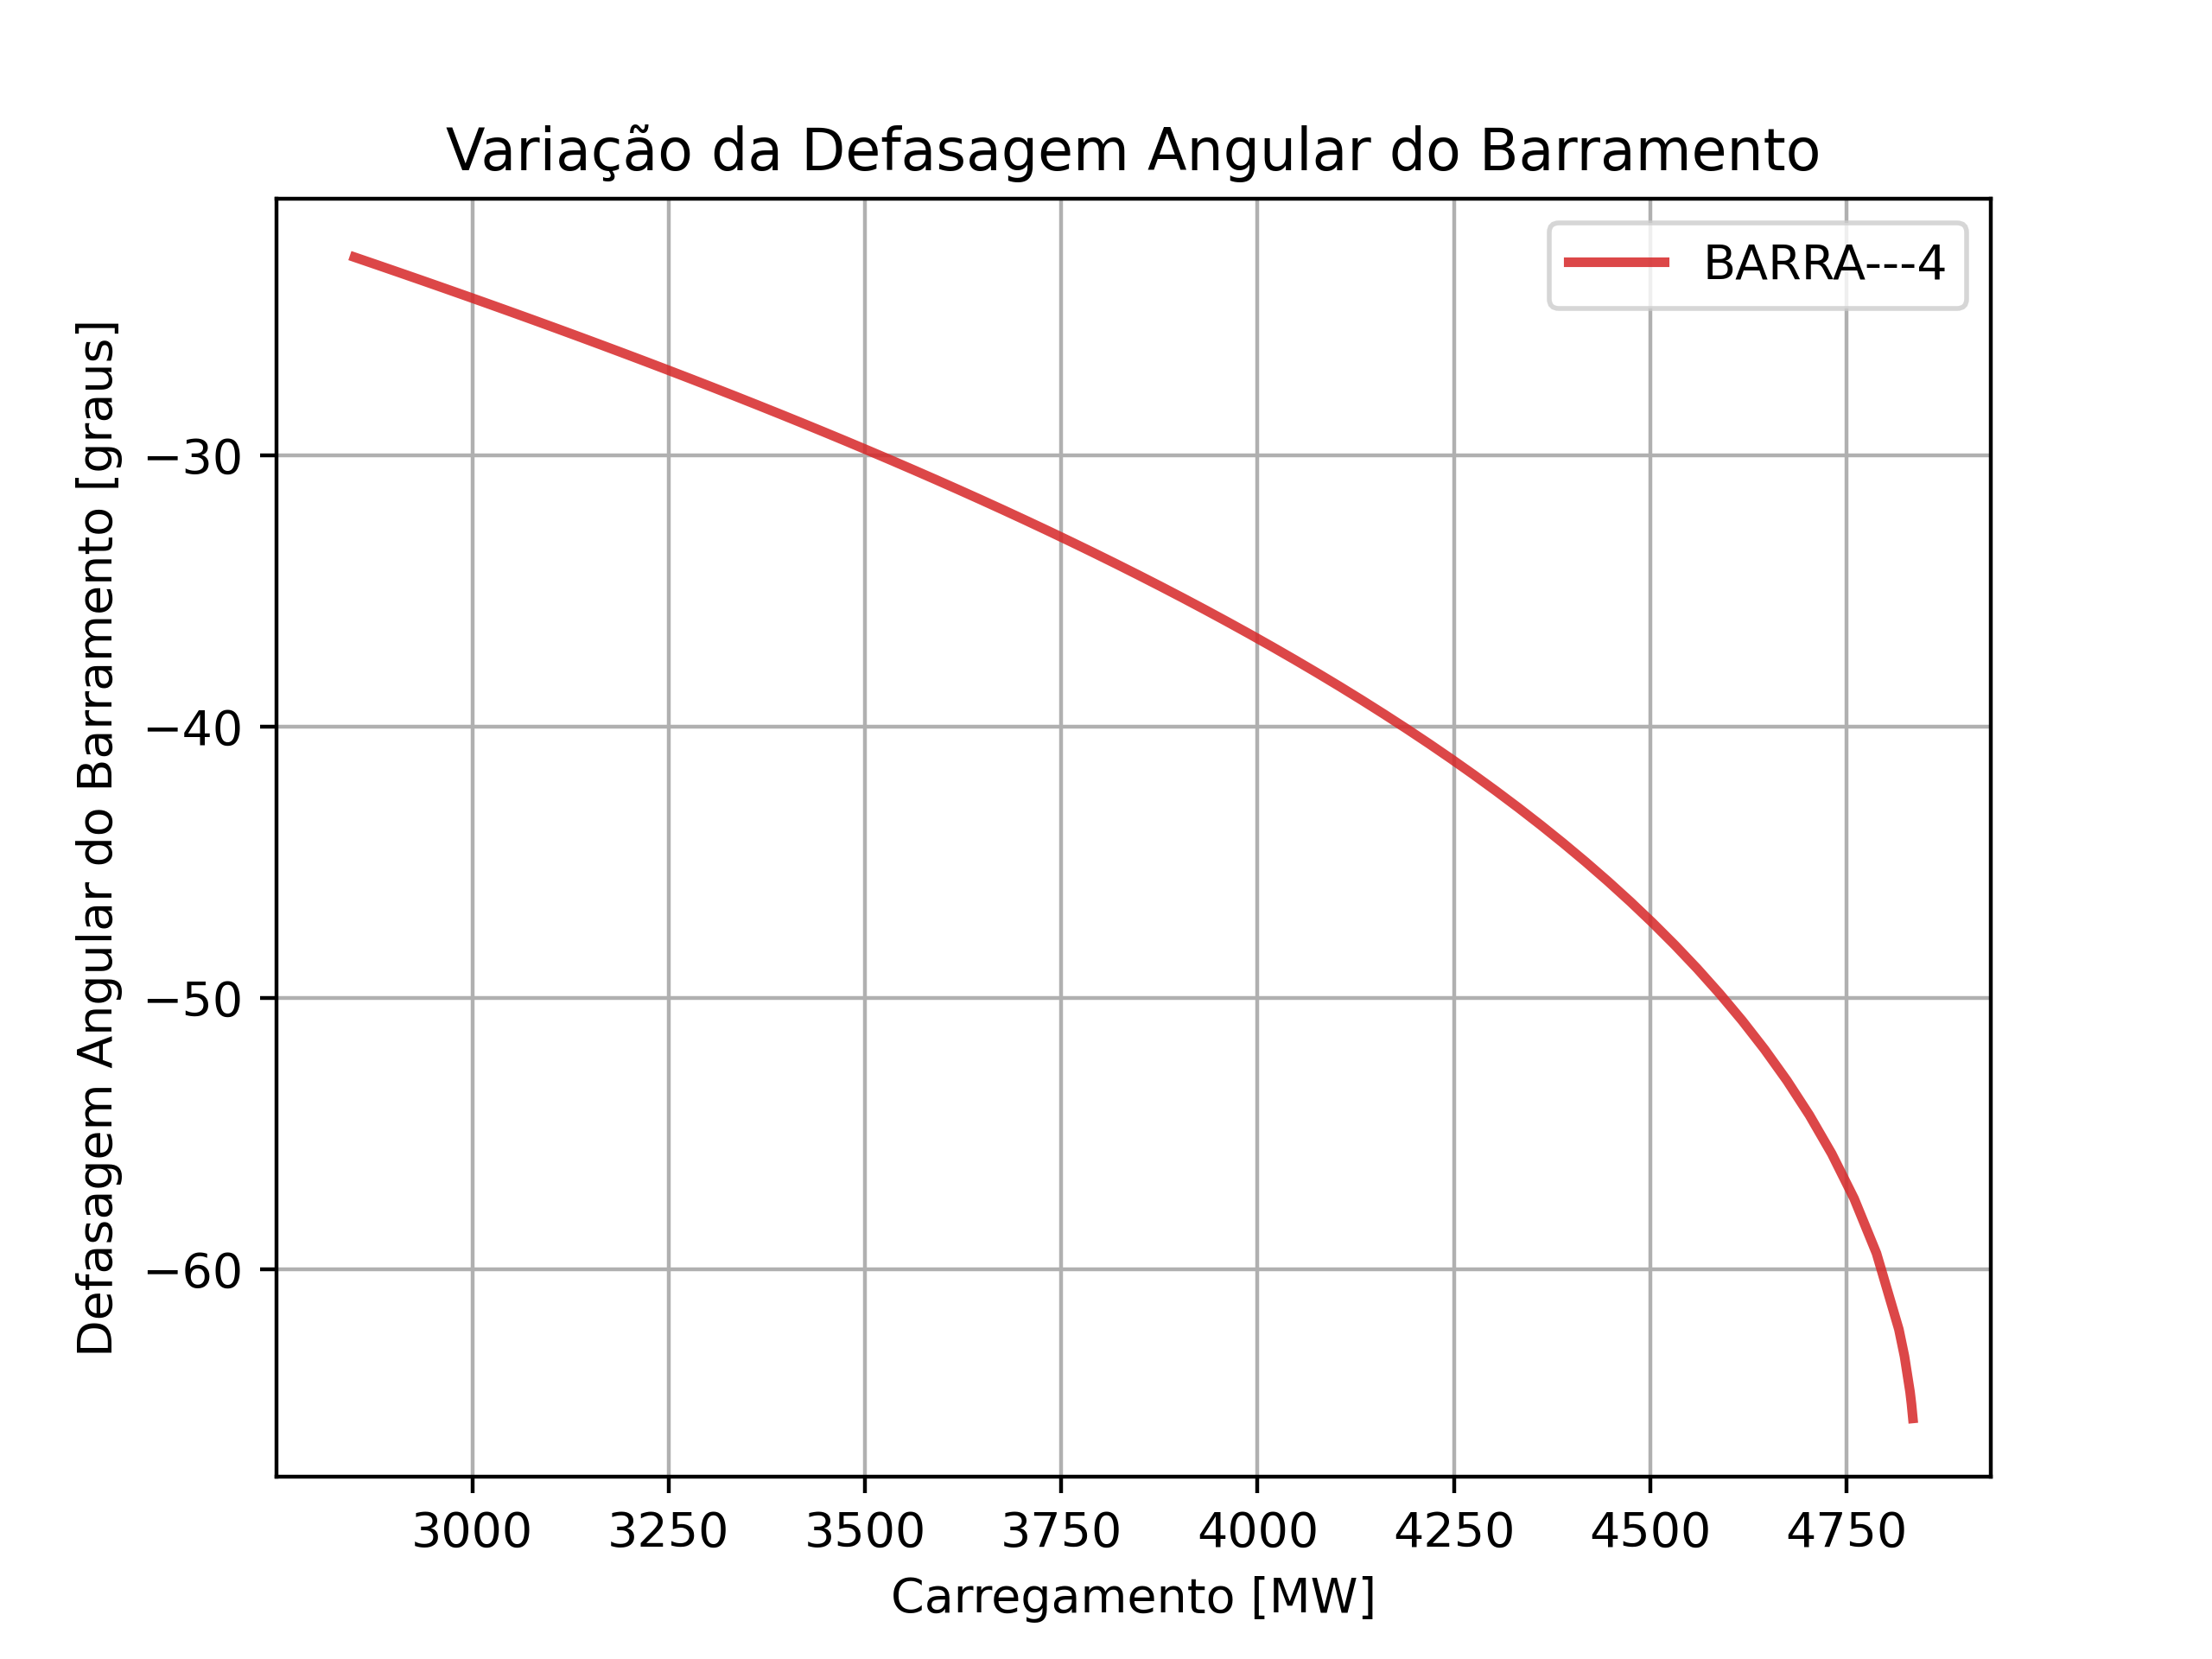 Variação da Defasagem Angular do Barramento
BARRA---4
Defasagem Angular do Barramento [graus]
−30
−40
−50
−60
3000 3250 3500 3750 4000 4250 4500 4750
Carregamento [MW]